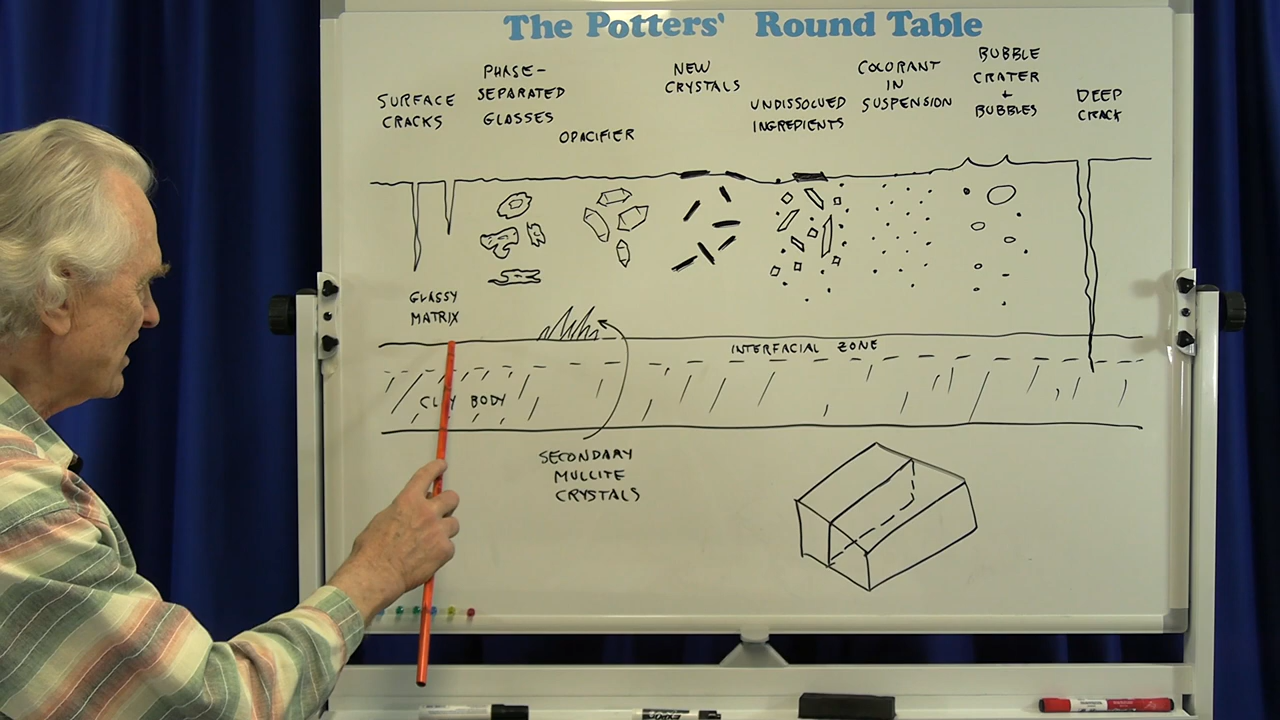 The Potters' Round Table
SURFACE
CRACKS
PHASE-
SEPARATED
GLASSES
OPACIFIER
NEW
CRYSTALS
UNDISSOLVED
INGREDIENTS
COLORANT
IN
SUSPENSION
BUBBLE
CRATER
+
BUBBLES
DEEP
CRACK
GLASSY
MATRIX
INTERFACIAL ZONE
CLAY BODY
SECONDARY
MULLITE
CRYSTALS
EXPO